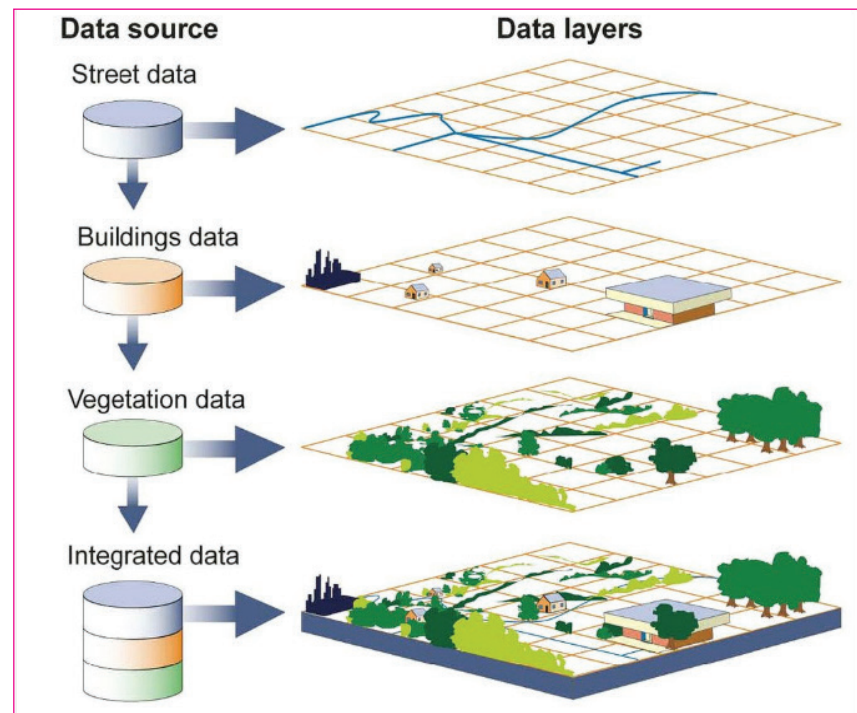 Data source
Data layers
Street data
Buildings data
Vegetation data
Integrated data